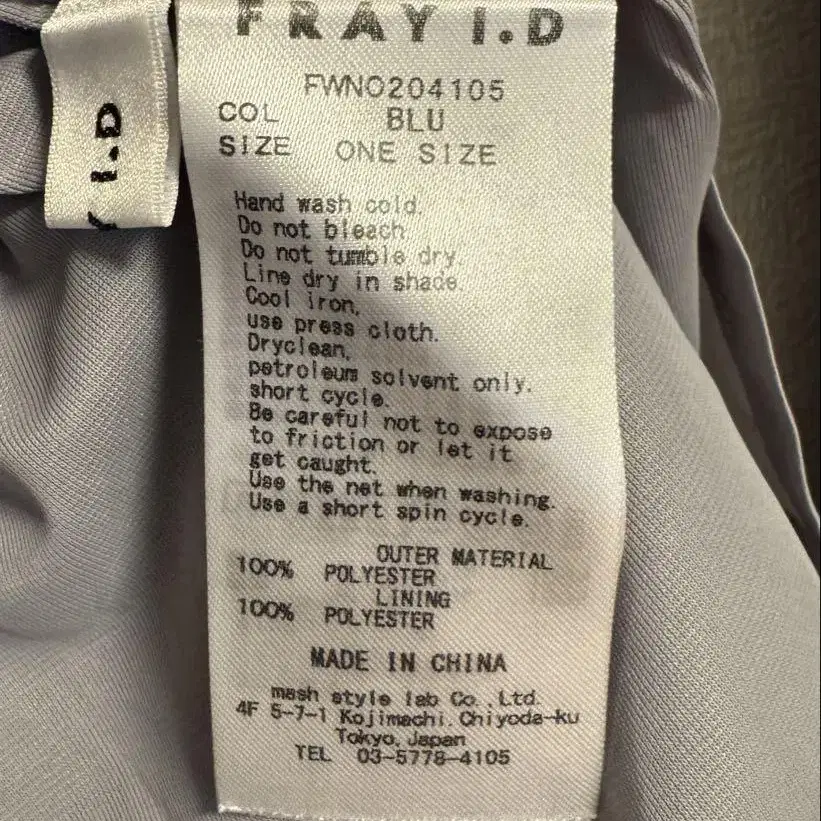 FRAY I.D
Y I.D
FWNO204105
COL BLU
SIZE ONE SIZE
Hand wash cold.
Do not bleach.
Do not tumble dry.
Line dry in shade.
Cool iron,
use press cloth.
Dryclean,
petroleum solvent only.
short cycle.
Be careful not to expose
to friction or let it
get caught.
Use the net when washing.
Use a short spin cycle.
OUTER MATERIAL
100% POLYESTER
LINING
100% POLYESTER
MADE IN CHINA
mash style lab Co.,Ltd.
4F 5-7-1 Kojimachi.Chiyoda-ku
Tokyo,Japan
TEL 03-5778-4105